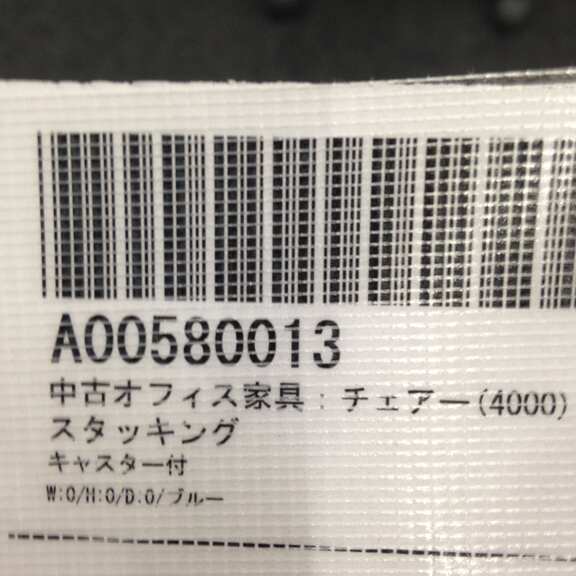 A00580013
中古オフィス家具:チェアー(4000)
スタッキング
キャスター付
W:0/H:0/D:0/ブルー